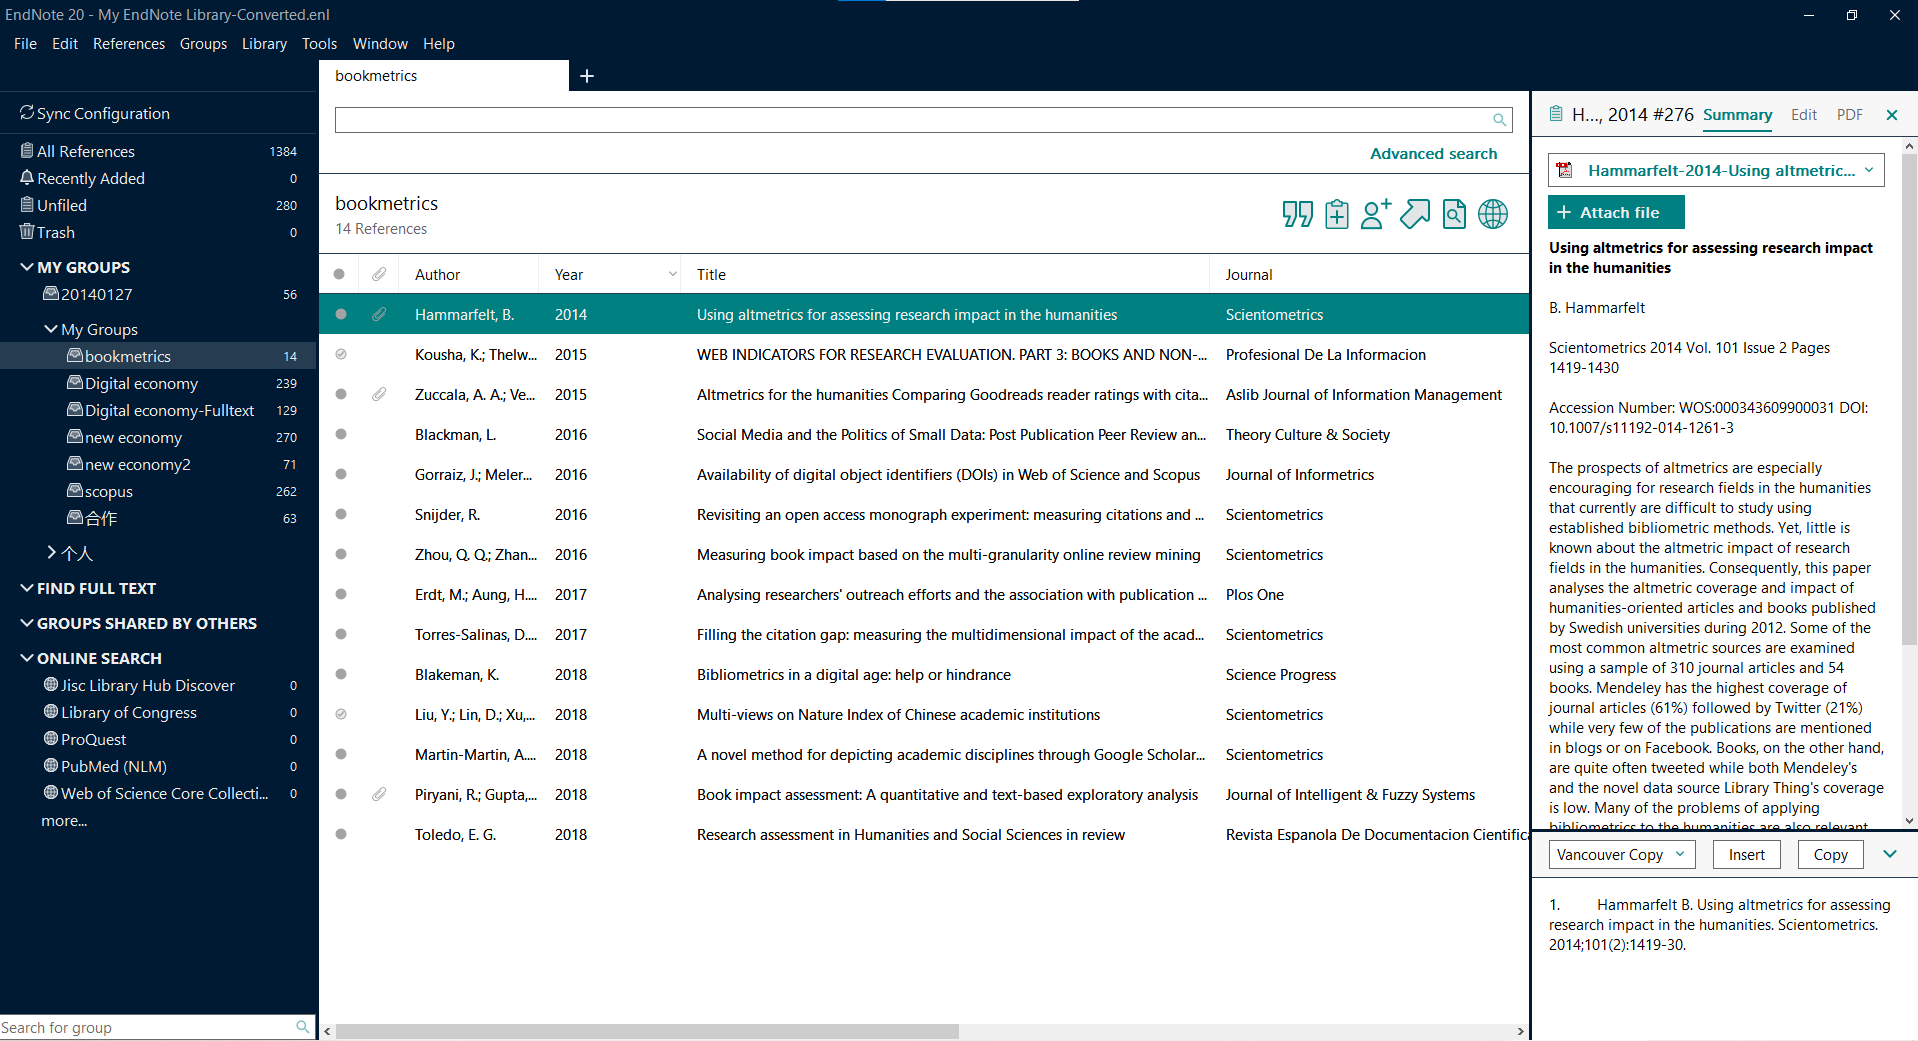 EndNote 20 - My EndNote Library-Converted.enl
File Edit References Groups Library Tools Window Help
Sync Configuration
All References 1384
Recently Added 0
Unfiled 280
Trash 0
MY GROUPS
20140127 56
My Groups
bookmetrics 14
Digital economy 239
Digital economy-Fulltext 129
new economy 270
new economy2 71
scopus 262
合作 63
个人
FIND FULL TEXT
GROUPS SHARED BY OTHERS
ONLINE SEARCH
Jisc Library Hub Discover 0
Library of Congress 0
ProQuest 0
PubMed (NLM) 0
Web of Science Core Collecti... 0
more...
Search for group
bookmetrics
Advanced search
bookmetrics
14 References
Author Year Title Journal
Hammarfelt, B. 2014 Using altmetrics for assessing research impact in the humanities Scientometrics
Kousha, K.; Thelw... 2015 WEB INDICATORS FOR RESEARCH EVALUATION. PART 3: BOOKS AND NON-... Profesional De La Informacion
Zuccala, A. A.; Ve... 2015 Altmetrics for the humanities Comparing Goodreads reader ratings with cita... Aslib Journal of Information Management
Blackman, L. 2016 Social Media and the Politics of Small Data: Post Publication Peer Review an... Theory Culture & Society
Gorraiz, J.; Meler... 2016 Availability of digital object identifiers (DOIs) in Web of Science and Scopus Journal of Informetrics
Snijder, R. 2016 Revisiting an open access monograph experiment: measuring citations and ... Scientometrics
Zhou, Q. Q.; Zhan... 2016 Measuring book impact based on the multi-granularity online review mining Scientometrics
Erdt, M.; Aung, H.... 2017 Analysing researchers' outreach efforts and the association with publication ... Plos One
Torres-Salinas, D.... 2017 Filling the citation gap: measuring the multidimensional impact of the acad... Scientometrics
Blakeman, K. 2018 Bibliometrics in a digital age: help or hindrance Science Progress
Liu, Y.; Lin, D.; Xu,... 2018 Multi-views on Nature Index of Chinese academic institutions Scientometrics
Martin-Martin, A.... 2018 A novel method for depicting academic disciplines through Google Scholar... Scientometrics
Piryani, R.; Gupta,... 2018 Book impact assessment: A quantitative and text-based exploratory analysis Journal of Intelligent & Fuzzy Systems
Toledo, E. G. 2018 Research assessment in Humanities and Social Sciences in review Revista Espanola De Documentacion Cientifica
H..., 2014 #276 Summary Edit PDF
Hammarfelt-2014-Using altmetric...
+ Attach file
Using altmetrics for assessing research impact
in the humanities
B. Hammarfelt
Scientometrics 2014 Vol. 101 Issue 2 Pages
1419-1430
Accession Number: WOS:000343609900031 DOI:
10.1007/s11192-014-1261-3
The prospects of altmetrics are especially
encouraging for research fields in the humanities
that currently are difficult to study using
established bibliometric methods. Yet, little is
known about the altmetric impact of research
fields in the humanities. Consequently, this paper
analyses the altmetric coverage and impact of
humanities-oriented articles and books published
by Swedish universities during 2012. Some of the
most common altmetric sources are examined
using a sample of 310 journal articles and 54
books. Mendeley has the highest coverage of
journal articles (61%) followed by Twitter (21%)
while very few of the publications are mentioned
in blogs or on Facebook. Books, on the other hand,
are quite often tweeted while both Mendeley's
and the novel data source Library Thing's coverage
is low. Many of the problems of applying
bibliometrics to the humanities are also relevant
Vancouver Copy Insert Copy
1. Hammarfelt B. Using altmetrics for assessing
research impact in the humanities. Scientometrics.
2014;101(2):1419-30.